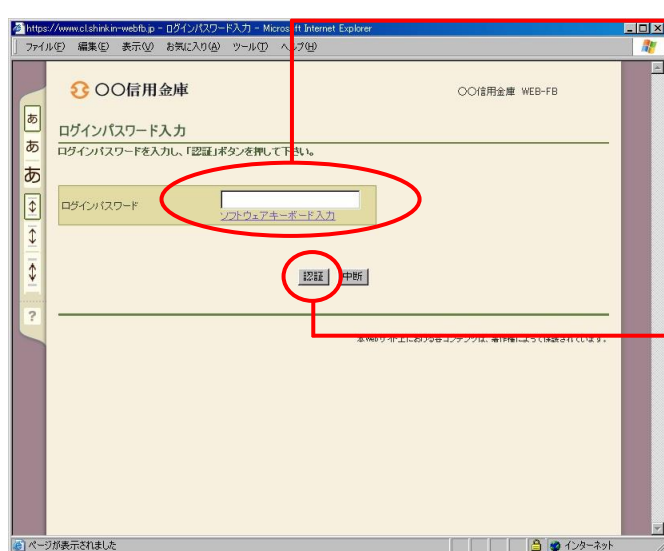 https://www.cl.shinkin-webfb.jp - ログインパスワード入力 - Microsoft Internet Explorer
ファイル(F) 編集(E) 表示(V) お気に入り(A) ツール(T) ヘルプ(H)
〇〇信用金庫
〇〇信用金庫 WEB-FB
あ
あ
あ
?
ログインパスワード入力
ログインパスワードを入力し、「認証」ボタンを押して下さい。
ログインパスワード
ソフトウェアキーボード入力
認証 中断
本Webサイト上における各コンテンツは、著作権によって保護されています。
ページが表示されました
インターネット